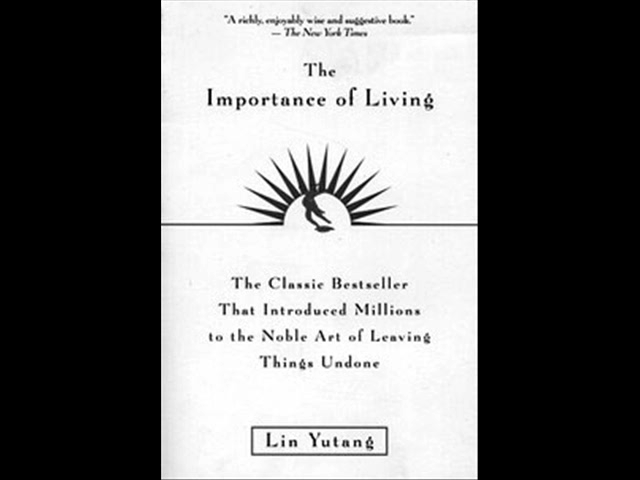 "A richly, enjoyably wise and suggestive book."
— The New York Times
The
Importance of Living
The Classic Bestseller
That Introduced Millions
to the Noble Art of Leaving
Things Undone
Lin Yutang